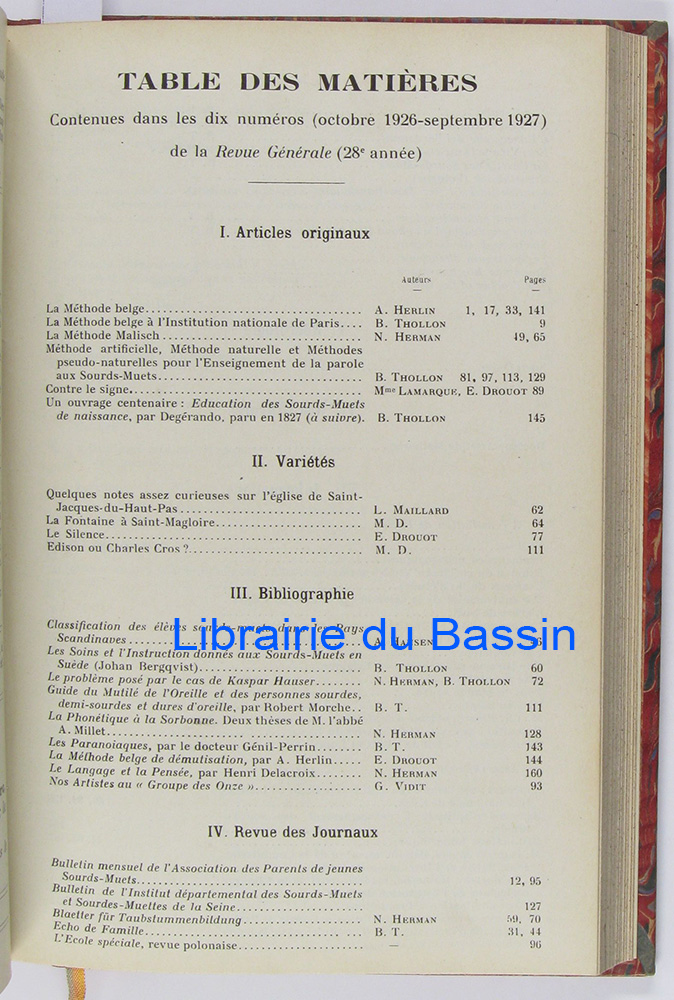 TABLE DES MATIÈRES
Contenues dans les dix numéros (octobre 1926-septembre 1927)
de la Revue Générale (28e année)
I. Articles originaux
Auteurs Pages
La Méthode belge..................................... A. HERLIN 1, 17, 33, 141
La Méthode belge à l'Institution nationale de Paris.... B. THOLLON 9
La Méthode Malisch .................................. N. HERMAN 49, 65
Méthode artificielle, Méthode naturelle et Méthodes
pseudo-naturelles pour l'Enseignement de la parole
aux Sourds-Muets................................... B. THOLLON 81, 97, 113, 129
Contre le signe........................................ Mme LAMARQUE, E. DROUOT 89
Un ouvrage centenaire : Education des Sourds-Muets
de naissance, par Degérando, paru en 1827 (à suivre). B. THOLLON 145
II. Variétés
Quelques notes assez curieuses sur l'église de Saint-
Jacques-du-Haut-Pas ............................... L. MAILLARD 62
La Fontaine à Saint-Magloire......................... M. D. 64
Le Silence............................................ E. DROUOT 77
Edison ou Charles Cros ?............................. M. D. 111
III. Bibliographie
Classification des élèves sourds-muets dans les Pays
Scandinaves ........................................ A. HANSEN
Librairie du Bassin
Les Soins et l'Instruction donnés aux Sourds-Muets en
Suède (Johan Bergqvist)............................ B. THOLLON 60
Le problème posé par le cas de Kaspar Hauser........ N. HERMAN, B. THOLLON 72
Guide du Mutilé de l'Oreille et des personnes sourdes,
demi-sourdes et dures d'oreille, par Robert Morche.. B. T. 111
La Phonétique à la Sorbonne. Deux thèses de M. l'abbé
A. Millet........................................... N. HERMAN 128
Les Paranoiaques, par le docteur Génil-Perrin........ B. T. 143
La Méthode belge de démutisation, par A. Herlin..... E. DROUOT 144
Le Langage et la Pensée, par Henri Delacroix........ N. HERMAN 160
Nos Artistes au « Groupe des Onze ».................. G. VIDIT 93
IV. Revue des Journaux
Bulletin mensuel de l'Association des Parents de jeunes
Sourds-Muets....................................... 12, 95
Bulletin de l'Institut départemental des Sourds-Muets
et Sourdes-Muettes de la Seine...................... 127
Blaetter für Taubstummenbildung.................... N. HERMAN 59, 70
Echo de Famille...................................... B. T. 31, 44
L'Ecole spéciale, revue polonaise..................... — 96